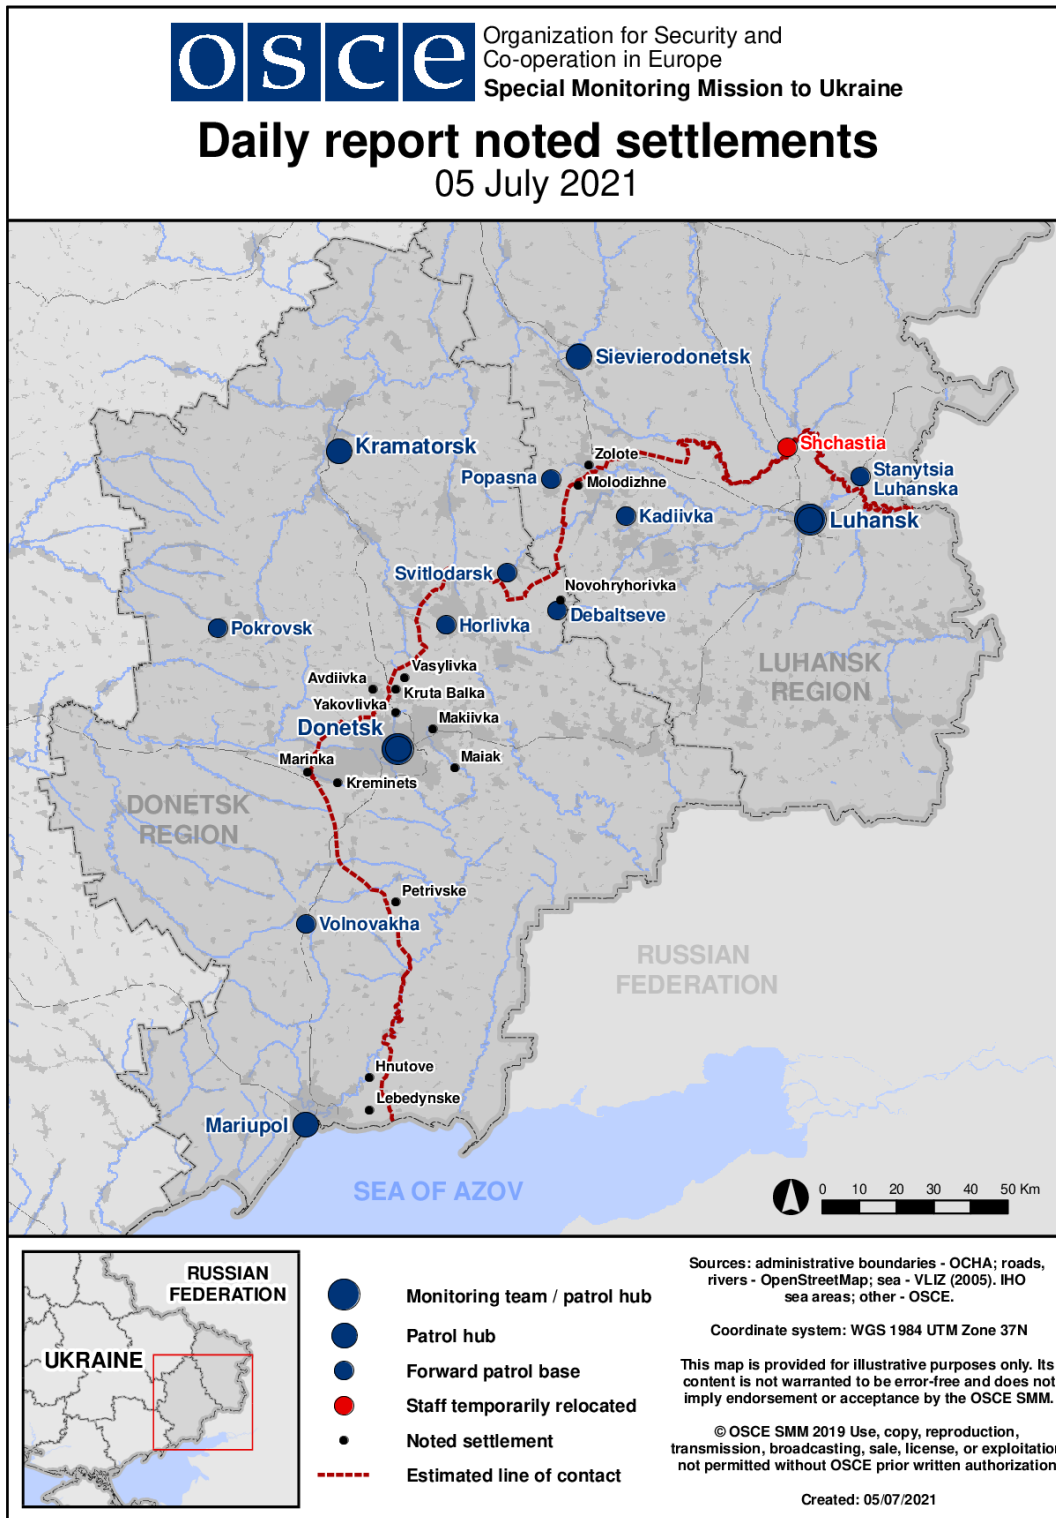 osce
Organization for Security and
Co-operation in Europe
Special Monitoring Mission to Ukraine
Daily report noted settlements
05 July 2021
Sievierodonetsk
Shchastia
Kramatorsk
Zolote
Popasna
Molodizhne
Stanytsia
Luhanska
Kadiivka
Luhansk
Svitlodarsk
Novohryhorivka
Debaltseve
Horlivka
Pokrovsk
LUHANSK
REGION
Vasylivka
Avdiivka
Kruta Balka
Yakovlivka
Makiivka
Donetsk
Marinka
Maiak
Kreminets
DONETSK
REGION
Petrivske
Volnovakha
RUSSIAN
FEDERATION
Hnutove
Lebedynske
Mariupol
SEA OF AZOV
0 10 20 30 40 50 Km
RUSSIAN
FEDERATION
UKRAINE
Monitoring team / patrol hub
Patrol hub
Forward patrol base
Staff temporarily relocated
Noted settlement
Estimated line of contact
Sources: administrative boundaries - OCHA; roads,
rivers - OpenStreetMap; sea - VLIZ (2005). IHO
sea areas; other - OSCE.
Coordinate system: WGS 1984 UTM Zone 37N
This map is provided for illustrative purposes only. Its
content is not warranted to be error-free and does not
imply endorsement or acceptance by the OSCE SMM.
© OSCE SMM 2019 Use, copy, reproduction,
transmission, broadcasting, sale, license, or exploitation
not permitted without OSCE prior written authorization
Created: 05/07/2021